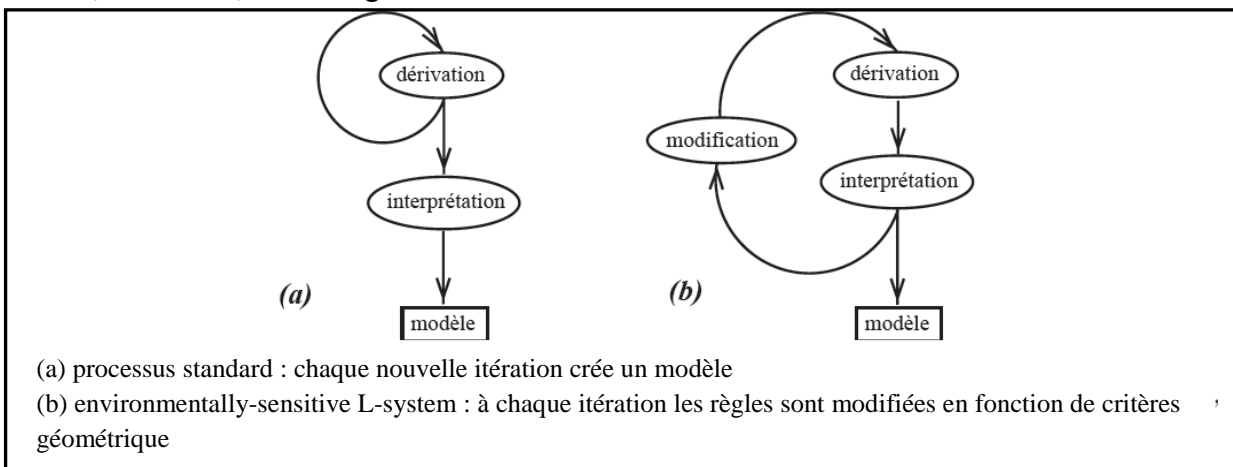 dérivation
interprétation
(a)
modèle
dérivation
modification
interprétation
(b)
modèle
(a) processus standard : chaque nouvelle itération crée un modèle
(b) environmentally-sensitive L-system : à chaque itération les règles sont modifiées en fonction de critères ,
géométrique